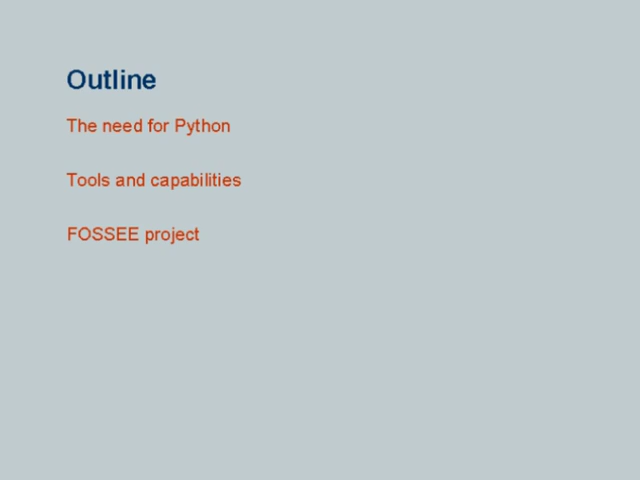 Outline
The need for Python
Tools and capabilities
FOSSEE project